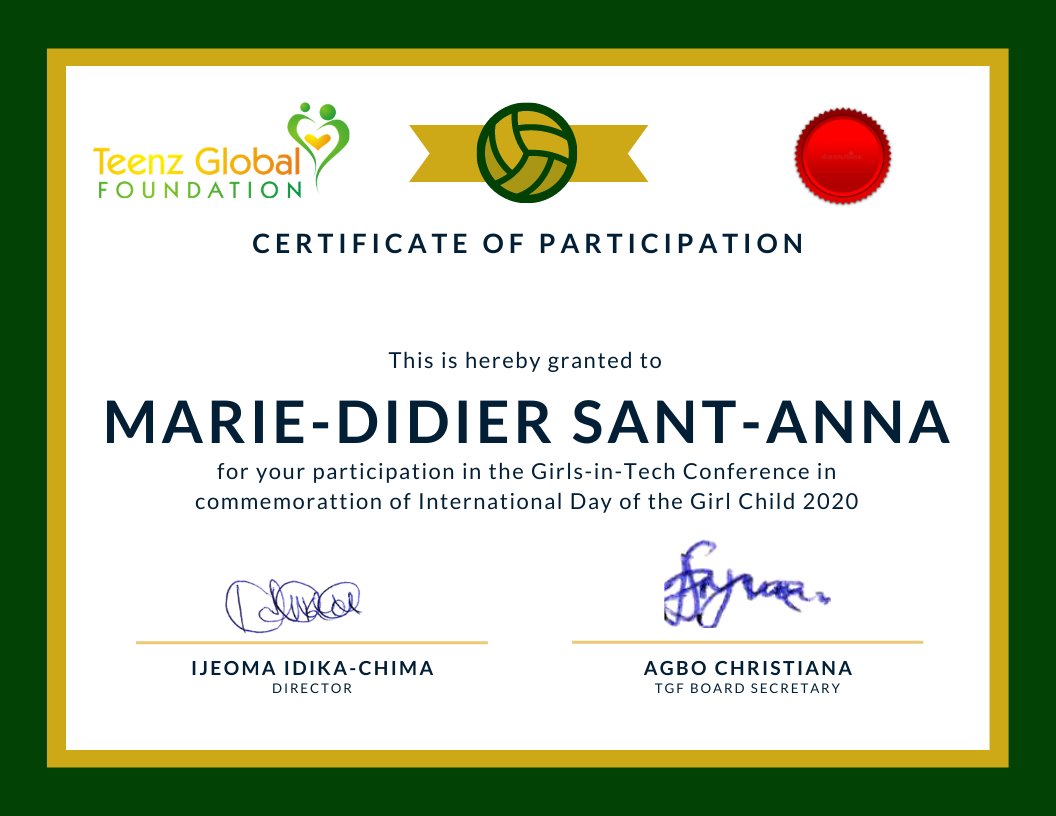 Teenz Global
FOUNDATION
CERTIFICATE OF PARTICIPATION
This is hereby granted to
MARIE-DIDIER SANT-ANNA
for your participation in the Girls-in-Tech Conference in
commemorattion of International Day of the Girl Child 2020
IJEOMA IDIKA-CHIMA
DIRECTOR
AGBO CHRISTIANA
TGF BOARD SECRETARY